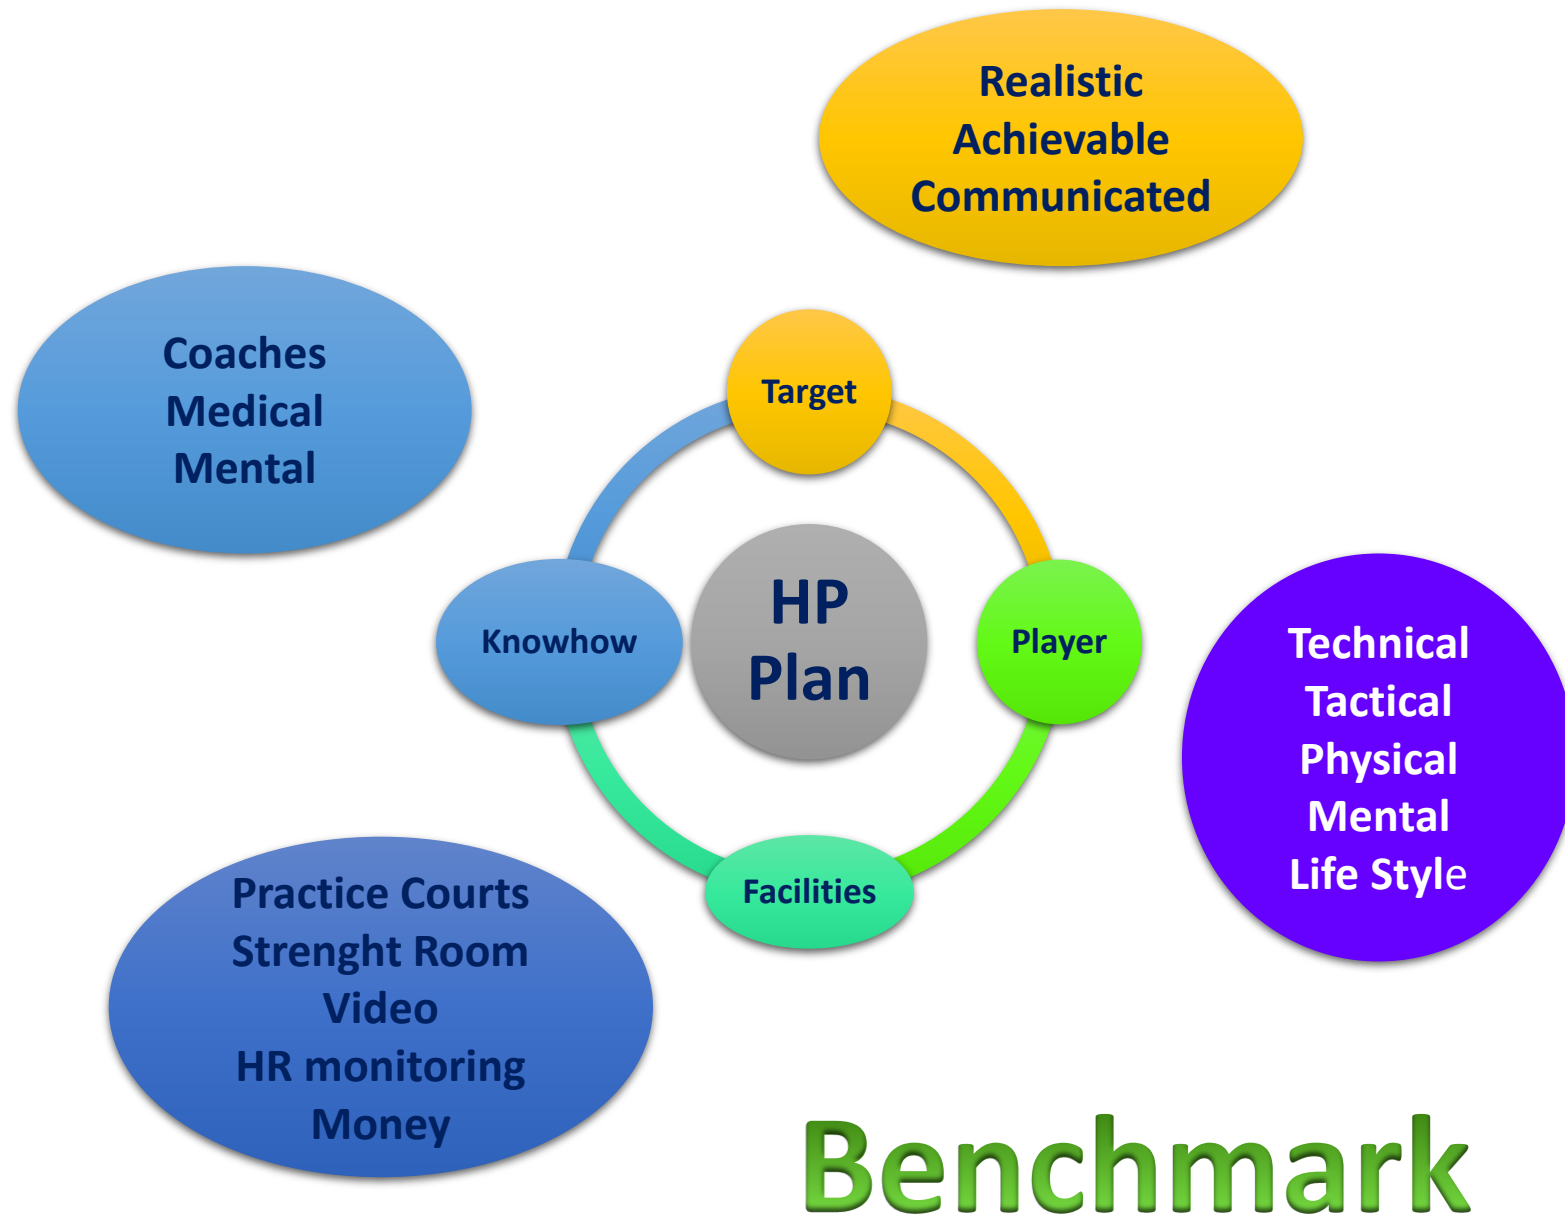 Realistic
Achievable
Communicated
Coaches
Medical
Mental
Target
HP
Plan
Knowhow
Player
Facilities
Technical
Tactical
Physical
Mental
Life Style
Practice Courts
Strenght Room
Video
HR monitoring
Money
Benchmark